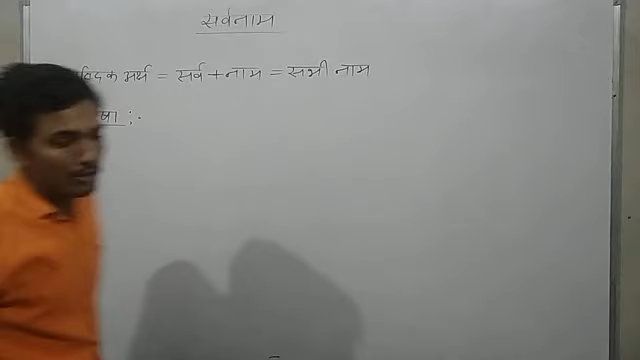 सर्वनाम
अर्थ = सर्व + नाम = सभी नाम
:-